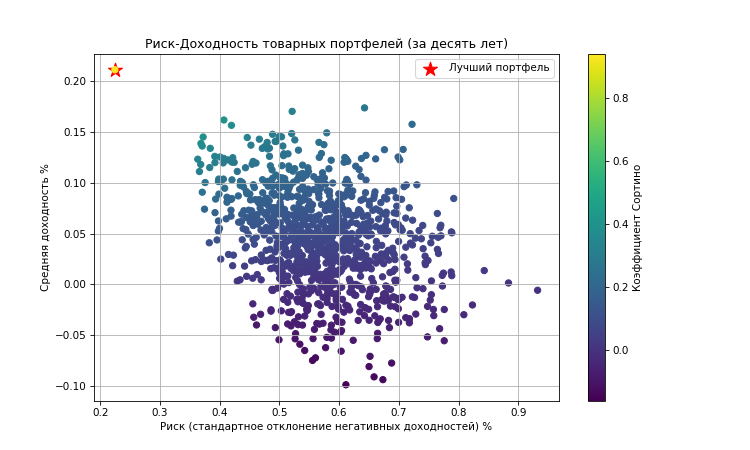 Риск-Доходность товарных портфелей (за десять лет)
Лучший портфель
Средняя доходность %
0.20
0.15
0.10
0.05
0.00
−0.05
−0.10
0.2 0.3 0.4 0.5 0.6 0.7 0.8 0.9
Риск (стандартное отклонение негативных доходностей) %
0.8
0.6
0.4
0.2
0.0
Коэффициент Сортино